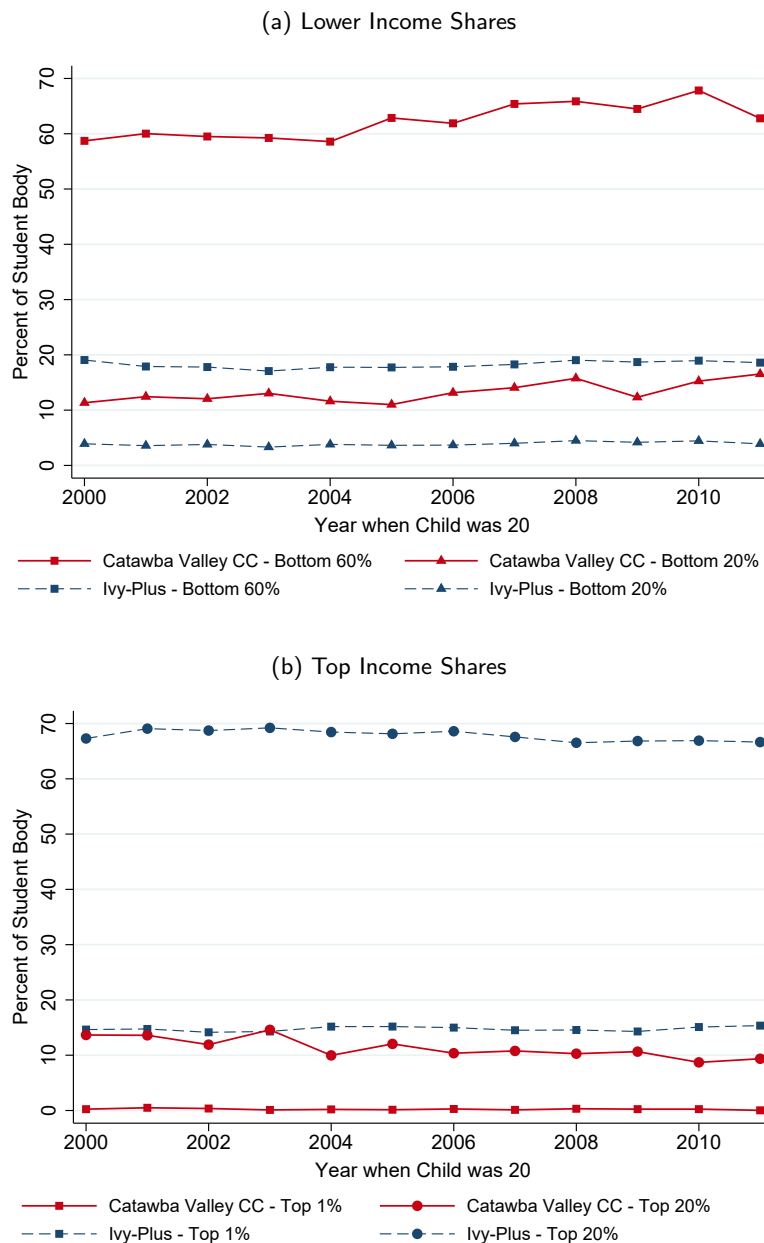 (a) Lower Income Shares
Percent of Student Body
70
60
50
40
30
20
10
0
2000 2002 2004 2006 2008 2010
Year when Child was 20
Catawba Valley CC - Bottom 60% Catawba Valley CC - Bottom 20%
Ivy-Plus - Bottom 60% Ivy-Plus - Bottom 20%
(b) Top Income Shares
Percent of Student Body
70
60
50
40
30
20
10
0
2000 2002 2004 2006 2008 2010
Year when Child was 20
Catawba Valley CC - Top 1% Catawba Valley CC - Top 20%
Ivy-Plus - Top 1% Ivy-Plus - Top 20%